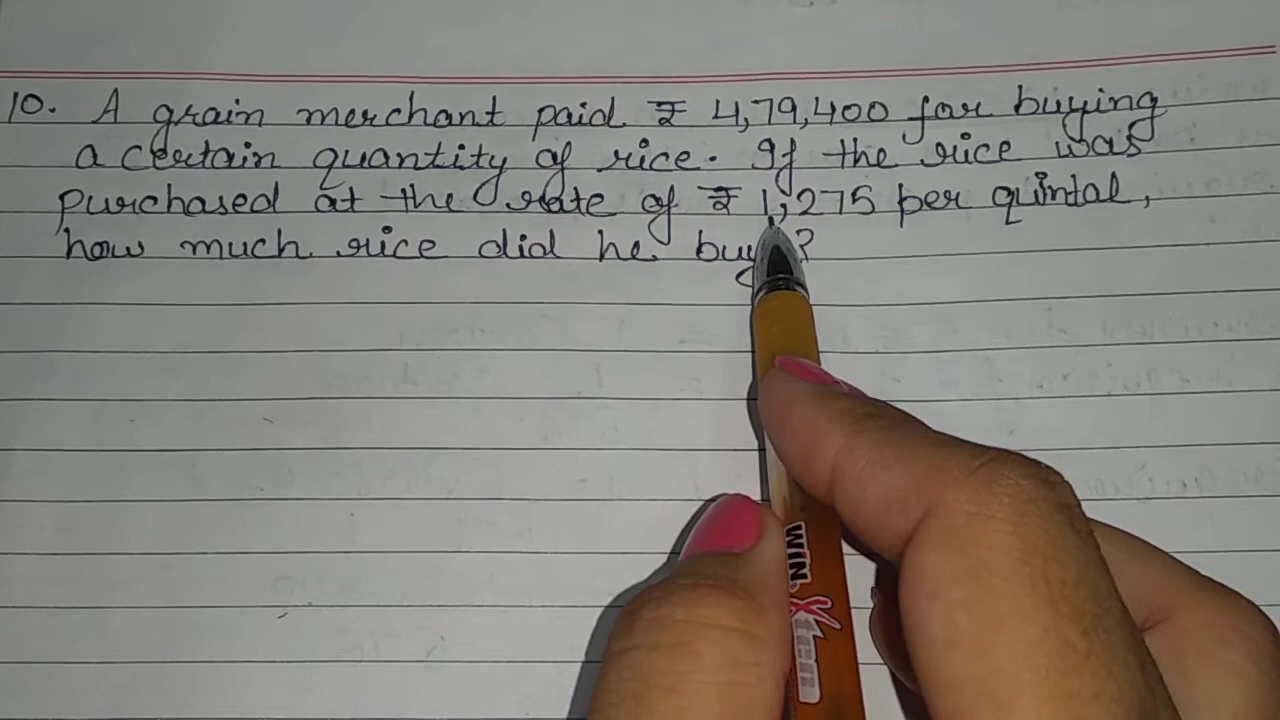 10. A grain merchant paid ₹ 4,79,400 for buying
a certain quantity of rice. If the rice was
purchased at the rate of ₹ 1,275 per quintal,
how much rice did he buy?
WIN
Xtem